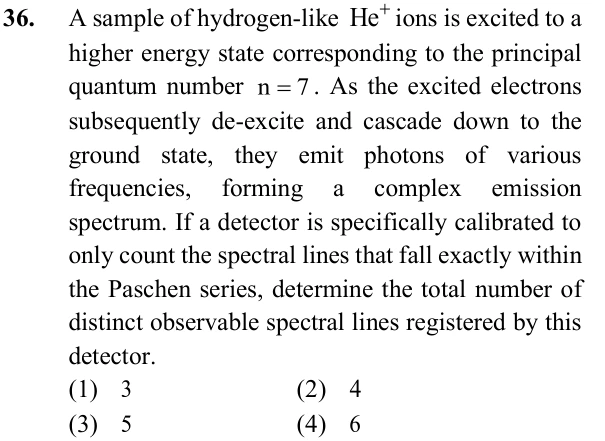 36. A sample of hydrogen-like He⁺ ions is excited to a
higher energy state corresponding to the principal
quantum number n = 7. As the excited electrons
subsequently de-excite and cascade down to the
ground state, they emit photons of various
frequencies, forming a complex emission
spectrum. If a detector is specifically calibrated to
only count the spectral lines that fall exactly within
the Paschen series, determine the total number of
distinct observable spectral lines registered by this
detector.
(1) 3 (2) 4
(3) 5 (4) 6